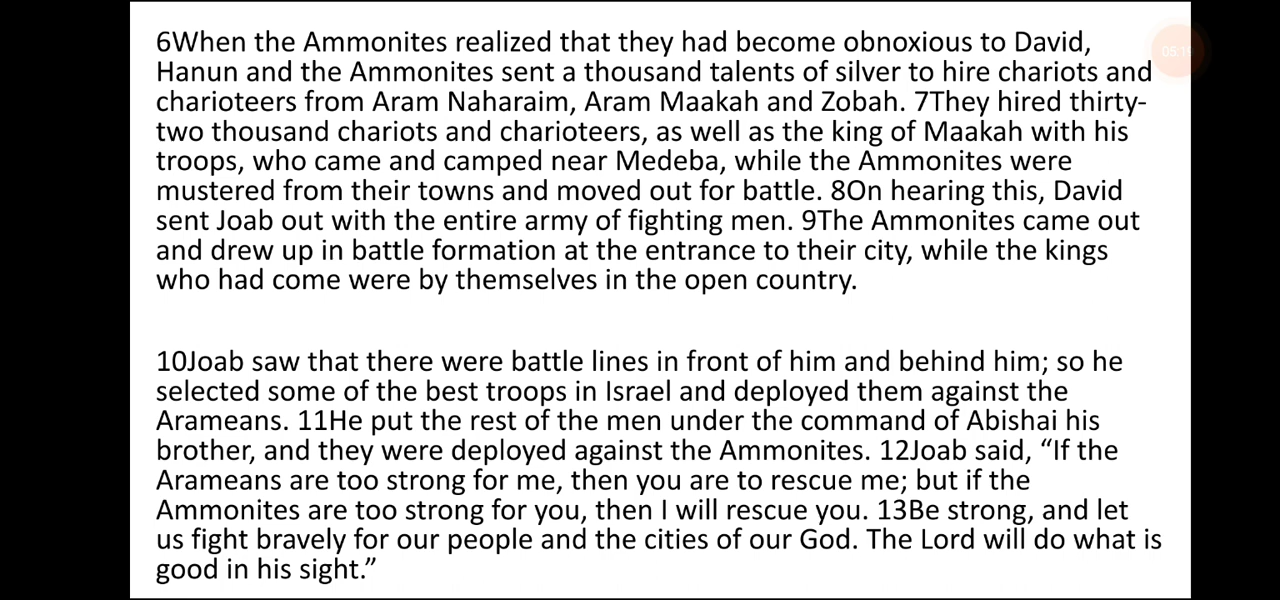 6When the Ammonites realized that they had become obnoxious to David,
Hanun and the Ammonites sent a thousand talents of silver to hire chariots and
charioteers from Aram Naharaim, Aram Maakah and Zobah. 7They hired thirty-
two thousand chariots and charioteers, as well as the king of Maakah with his
troops, who came and camped near Medeba, while the Ammonites were
mustered from their towns and moved out for battle. 8On hearing this, David
sent Joab out with the entire army of fighting men. 9The Ammonites came out
and drew up in battle formation at the entrance to their city, while the kings
who had come were by themselves in the open country.
10Joab saw that there were battle lines in front of him and behind him; so he
selected some of the best troops in Israel and deployed them against the
Arameans. 11He put the rest of the men under the command of Abishai his
brother, and they were deployed against the Ammonites. 12Joab said, “If the
Arameans are too strong for me, then you are to rescue me; but if the
Ammonites are too strong for you, then I will rescue you. 13Be strong, and let
us fight bravely for our people and the cities of our God. The Lord will do what is
good in his sight.”
05:19